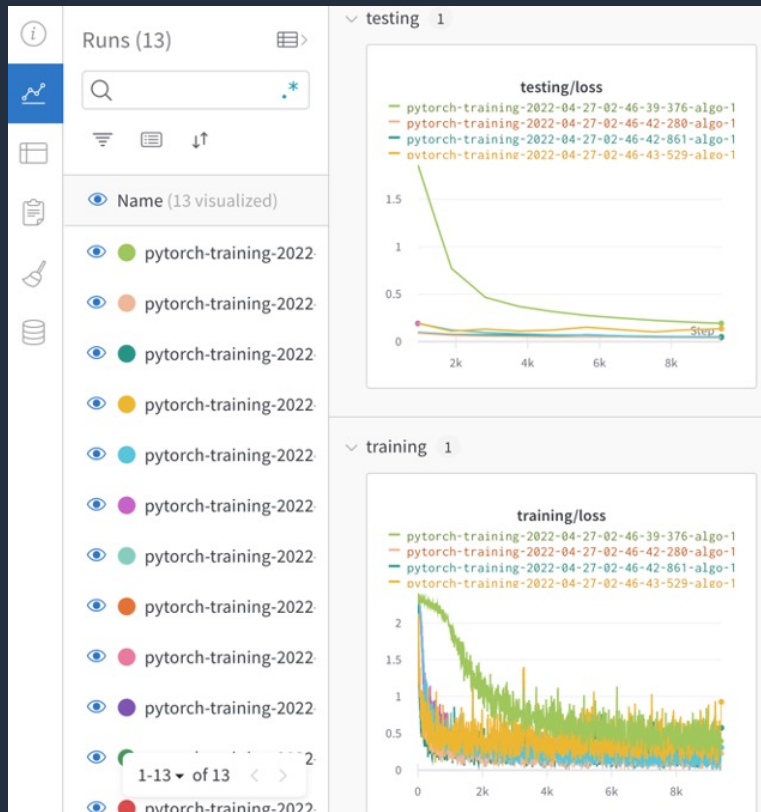 Runs (13)
.*
Name (13 visualized)
pytorch-training-2022-
pytorch-training-2022-
pytorch-training-2022-
pytorch-training-2022-
pytorch-training-2022-
pytorch-training-2022-
pytorch-training-2022-
pytorch-training-2022-
pytorch-training-2022-
pytorch-training-2022-
1-13 of 13
pytorch-training-2022-
testing 1
testing/loss
pytorch-training-2022-04-27-02-46-39-376-algo-1
pytorch-training-2022-04-27-02-46-42-280-algo-1
pytorch-training-2022-04-27-02-46-42-861-algo-1
pytorch-training-2022-04-27-02-46-43-529-algo-1
1.5
1
0.5
0
Step
2k 4k 6k 8k
training 1
training/loss
pytorch-training-2022-04-27-02-46-39-376-algo-1
pytorch-training-2022-04-27-02-46-42-280-algo-1
pytorch-training-2022-04-27-02-46-42-861-algo-1
pytorch-training-2022-04-27-02-46-43-529-algo-1
2
1.5
1
0.5
0
0 2k 4k 6k 8k